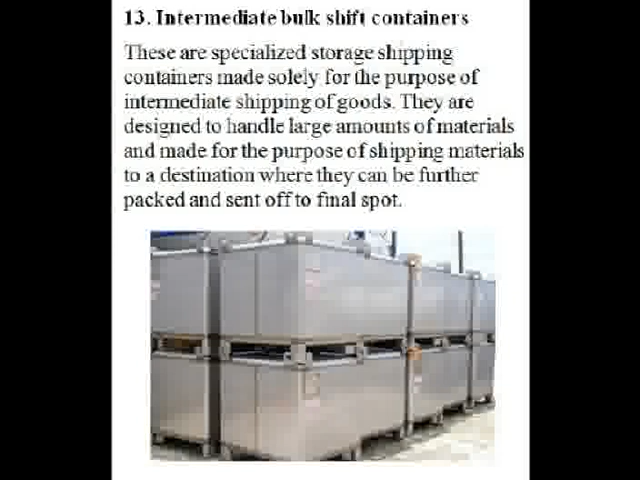 13. Intermediate bulk shift containers
These are specialized storage shipping
containers made solely for the purpose of
intermediate shipping of goods. They are
designed to handle large amounts of materials
and made for the purpose of shipping materials
to a destination where they can be further
packed and sent off to final spot.